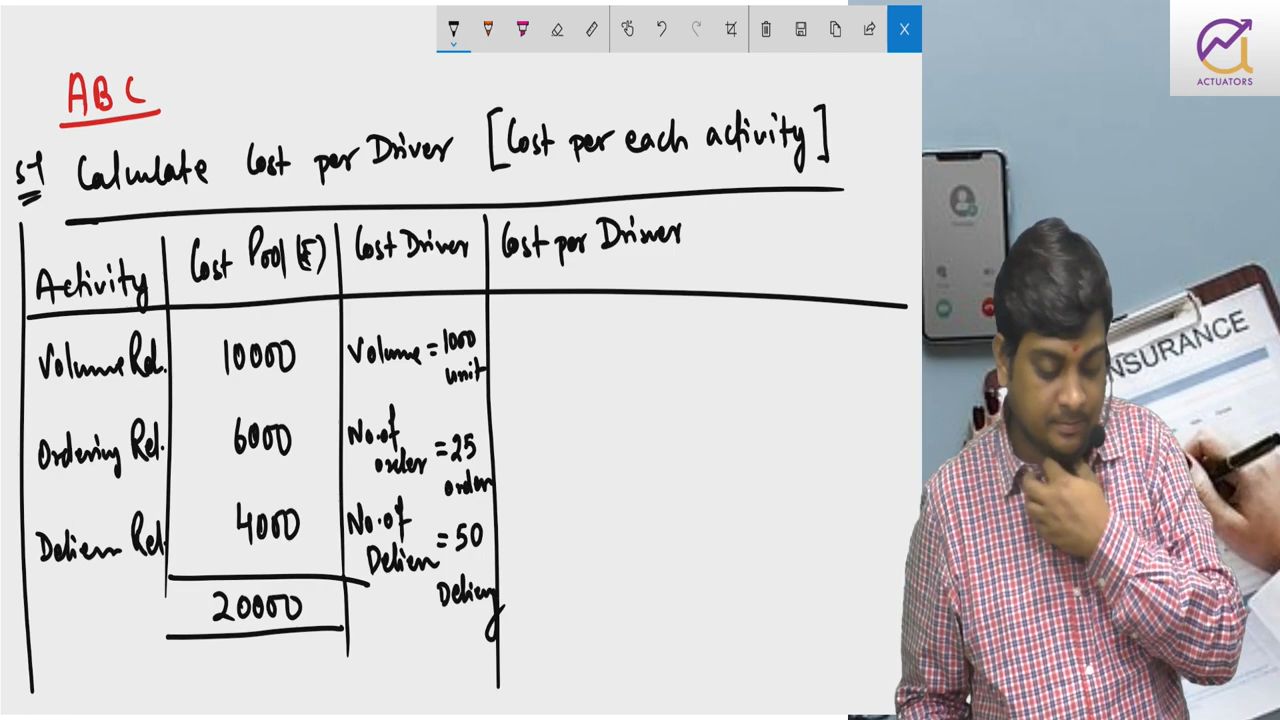 ACTUATORS
ABC
S-1 Calculate Cost per Driver [Cost per each activity]
Activity Cost Pool (₹) Cost Driver Cost per Driver
Volume Rel. 10000 Volume = 1000 unit
Ordering Rel. 6000 No. of order = 25 orders
Delivery Rel. 4000 No. of Delivery = 50 Delivery
20000
INSURANCE